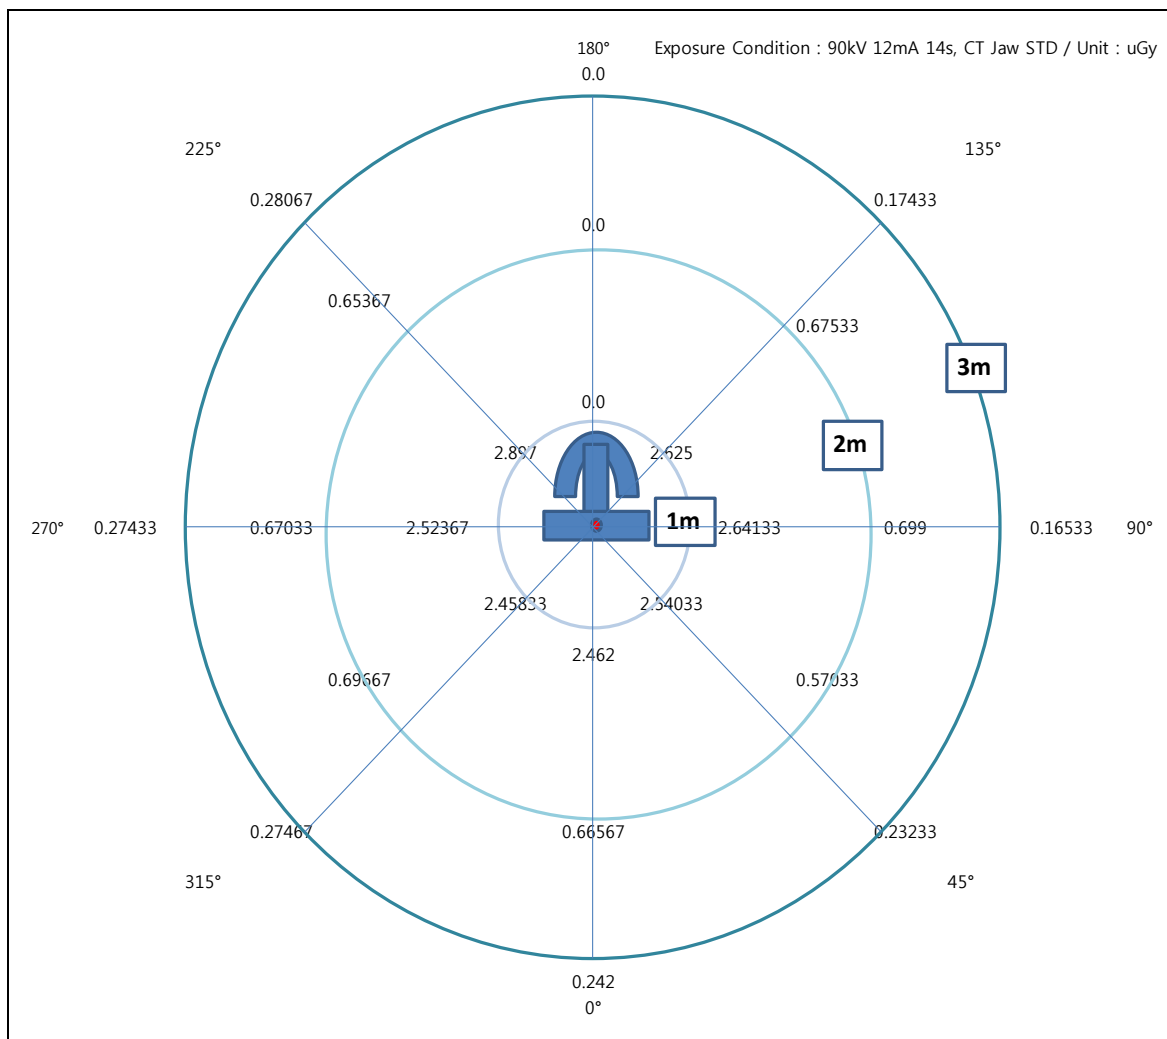 180° Exposure Condition : 90kV 12mA 14s, CT Jaw STD / Unit : uGy
0.0
225° 135°
0.28067 0.17433
0.0
0.65367
0.67533
3m
0.0
2m
2.897 2.625
1m
270° 0.27433 0.67033 2.52367 2.64133 0.699 0.16533 90°
2.45833 2.54033
2.462
0.69667 0.57033
0.27467 0.66567 0.23233
315° 45°
0.242
0°